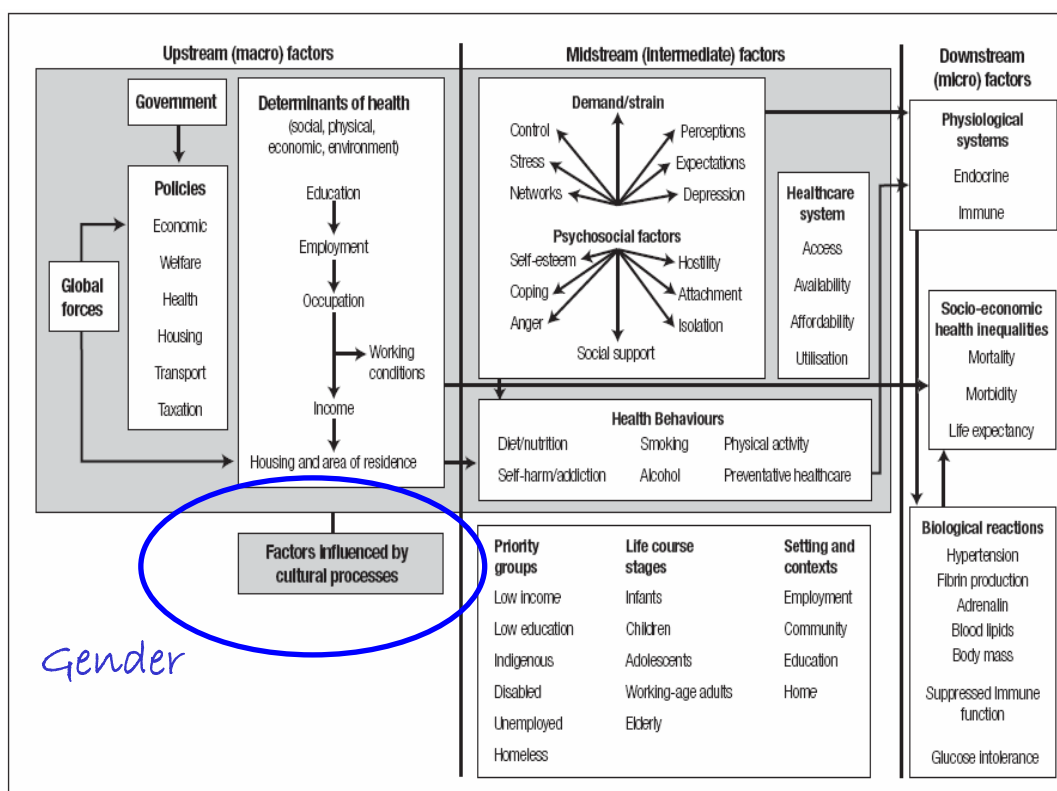 Upstream (macro) factors
Government
Policies
Economic
Welfare
Health
Housing
Transport
Taxation
Global
forces
Determinants of health
(social, physical,
economic, environment)
Education
Employment
Occupation
Working
conditions
Income
Housing and area of residence
Factors influenced by
cultural processes
Gender
Midstream (intermediate) factors
Demand/strain
Control
Stress
Networks
Perceptions
Expectations
Depression
Psychosocial factors
Self-esteem
Coping
Anger
Hostility
Attachment
Isolation
Social support
Healthcare
system
Access
Availability
Affordability
Utilisation
Health Behaviours
Diet/nutrition
Smoking
Physical activity
Self-harm/addiction
Alcohol
Preventative healthcare
Priority
groups
Low income
Low education
Indigenous
Disabled
Unemployed
Homeless
Life course
stages
Infants
Children
Adolescents
Working-age adults
Elderly
Setting and
contexts
Employment
Community
Education
Home
Downstream
(micro) factors
Physiological
systems
Endocrine
Immune
Socio-economic
health inequalities
Mortality
Morbidity
Life expectancy
Biological reactions
Hypertension
Fibrin production
Adrenalin
Blood lipids
Body mass
Suppressed Immune
function
Glucose intolerance